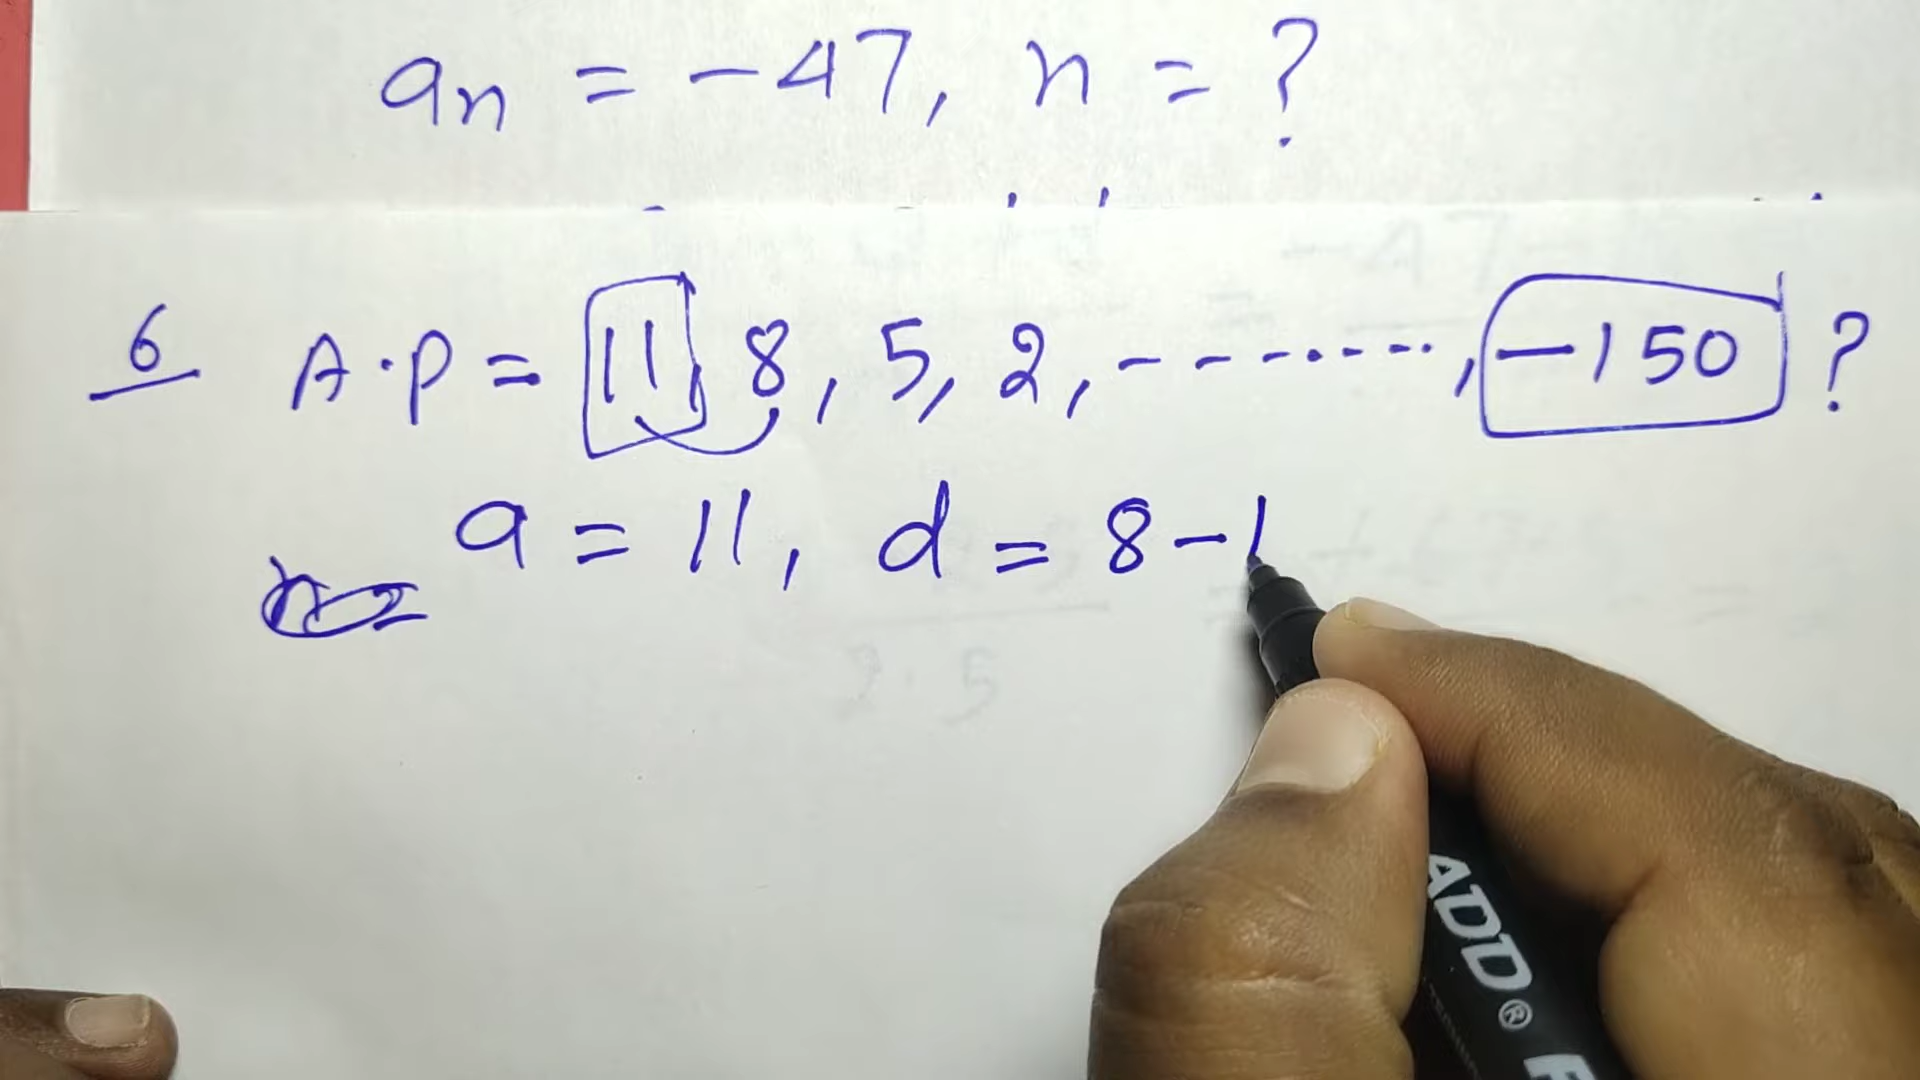 an = -47, n = ?
6 A.P = 11, 8, 5, 2, -------, -150 ?
a = 11, d = 8-1
ADD®